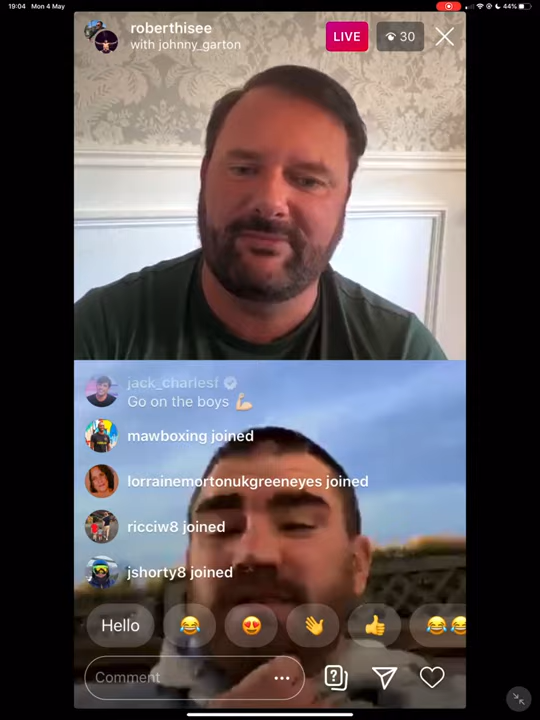 19:04 Mon 4 May
44%
roberthisee
with johnny_garton
LIVE
30
jack_charlesf
Go on the boys
mawboxing joined
lorrainemortonukgreeneyes joined
ricciw8 joined
jshorty8 joined
Hello
Comment